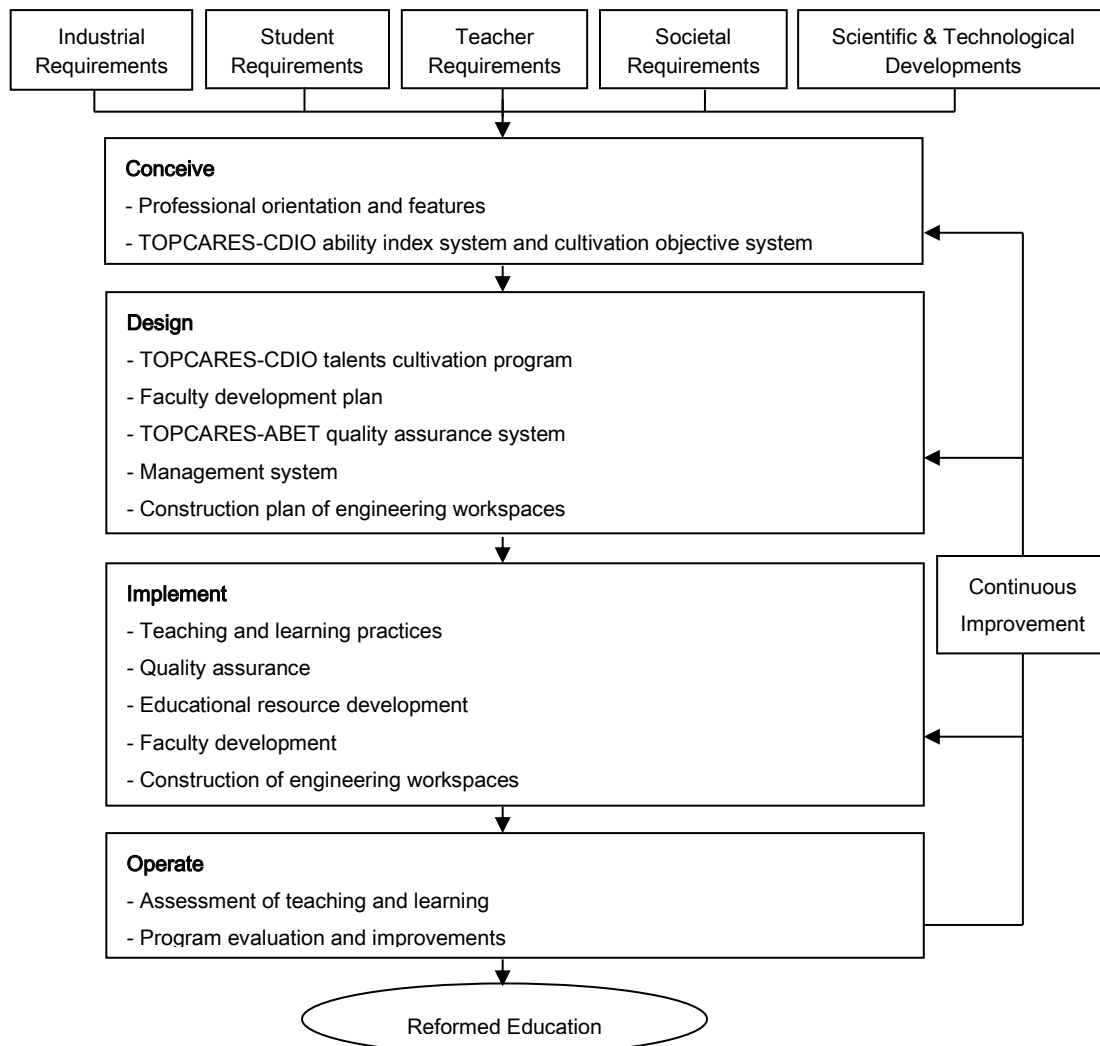 Industrial
Requirements
Student
Requirements
Teacher
Requirements
Societal
Requirements
Scientific & Technological
Developments
Conceive
- Professional orientation and features
- TOPCARES-CDIO ability index system and cultivation objective system
Design
- TOPCARES-CDIO talents cultivation program
- Faculty development plan
- TOPCARES-ABET quality assurance system
- Management system
- Construction plan of engineering workspaces
Continuous
Improvement
Implement
- Teaching and learning practices
- Quality assurance
- Educational resource development
- Faculty development
- Construction of engineering workspaces
Operate
- Assessment of teaching and learning
- Program evaluation and improvements
Reformed Education